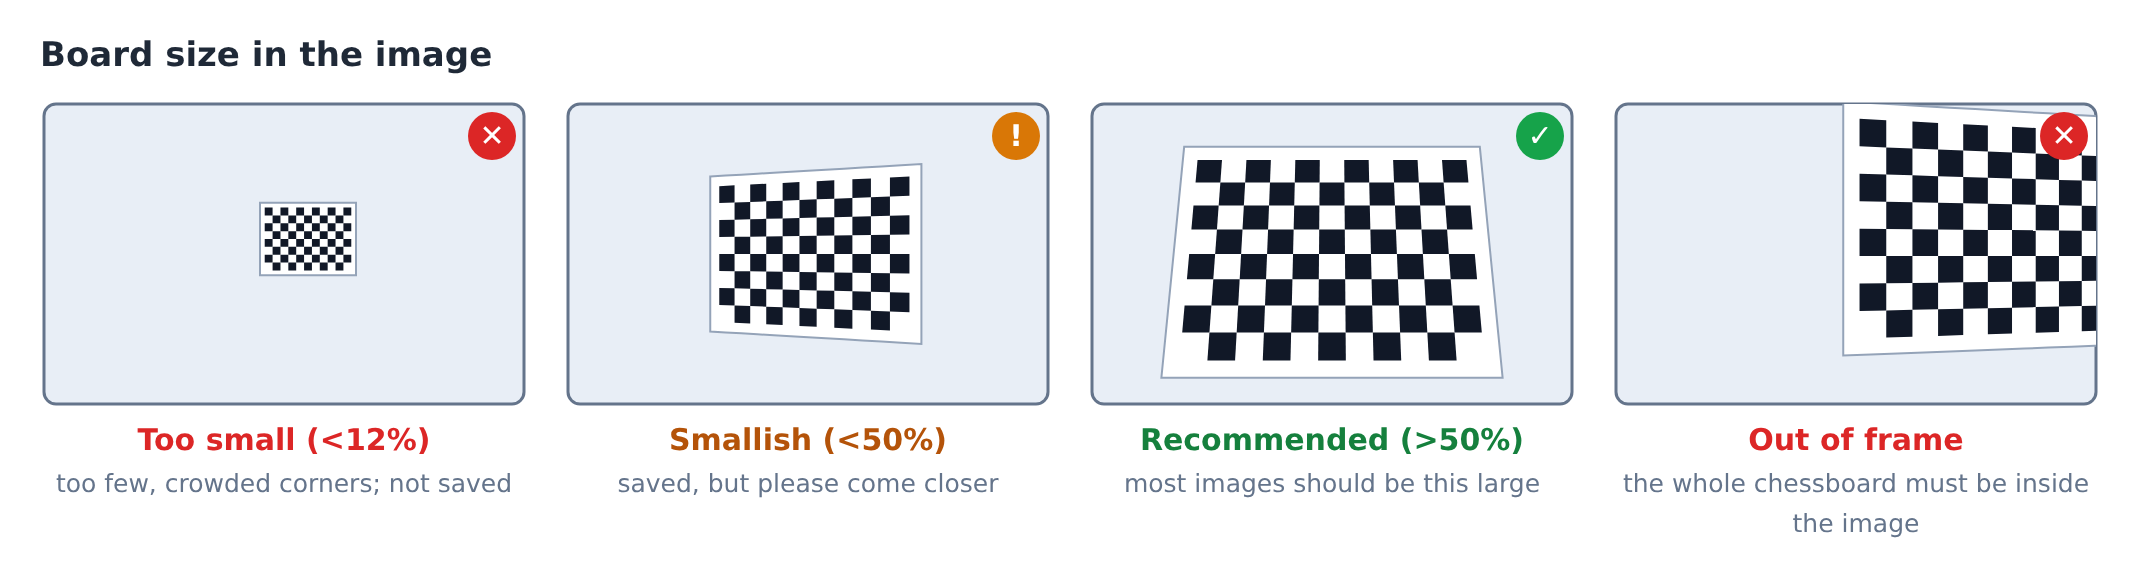 Board size in the image
✕
!
✓
✕
Too small (<12%)
Smallish (<50%)
Recommended (>50%)
Out of frame
too few, crowded corners; not saved
saved, but please come closer
most images should be this large
the whole chessboard must be inside
the image